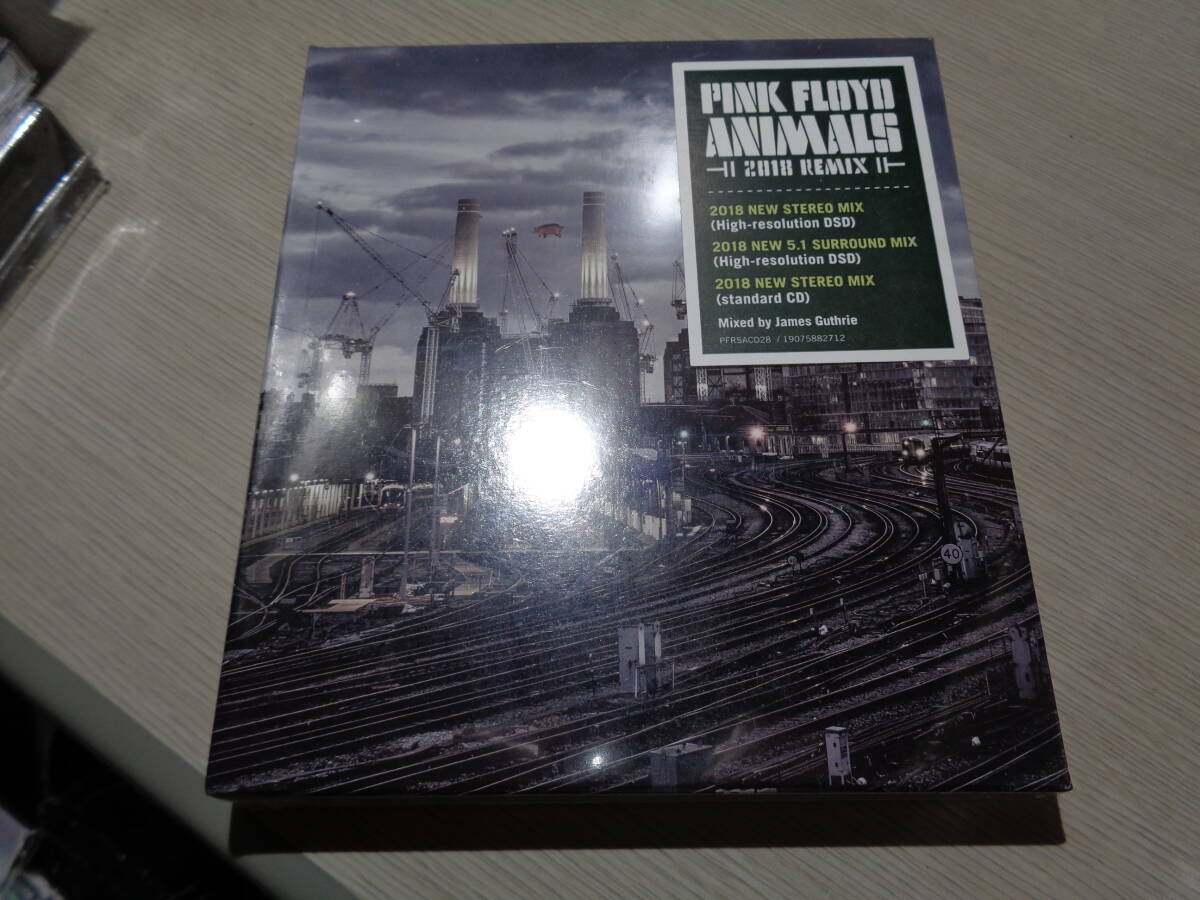 PINK FLOYD
ANIMALS
2018 REMIX
2018 NEW STEREO MIX
(High-resolution DSD)
2018 NEW 5.1 SURROUND MIX
(High-resolution DSD)
2018 NEW STEREO MIX
(standard CD)
Mixed by James Guthrie
PFRSACD28 / 19075882712
40